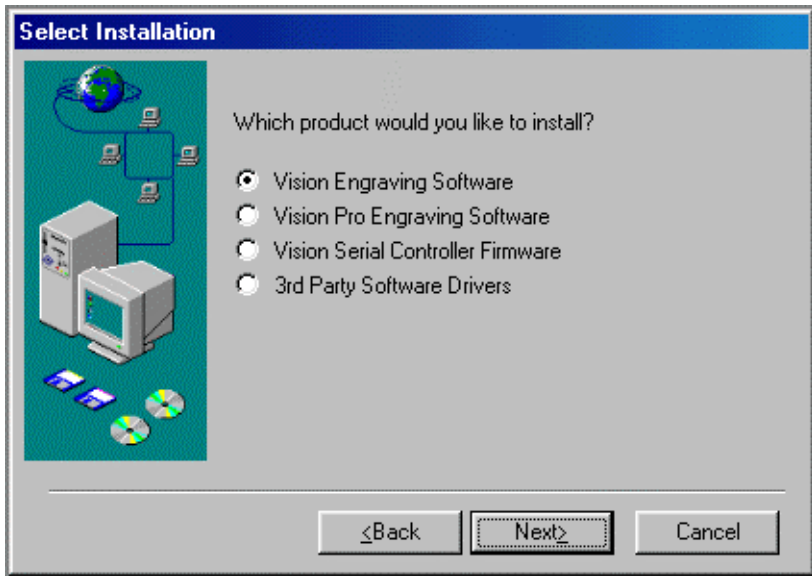 Select Installation
Which product would you like to install?
Vision Engraving Software
Vision Pro Engraving Software
Vision Serial Controller Firmware
3rd Party Software Drivers
<Back Next> Cancel